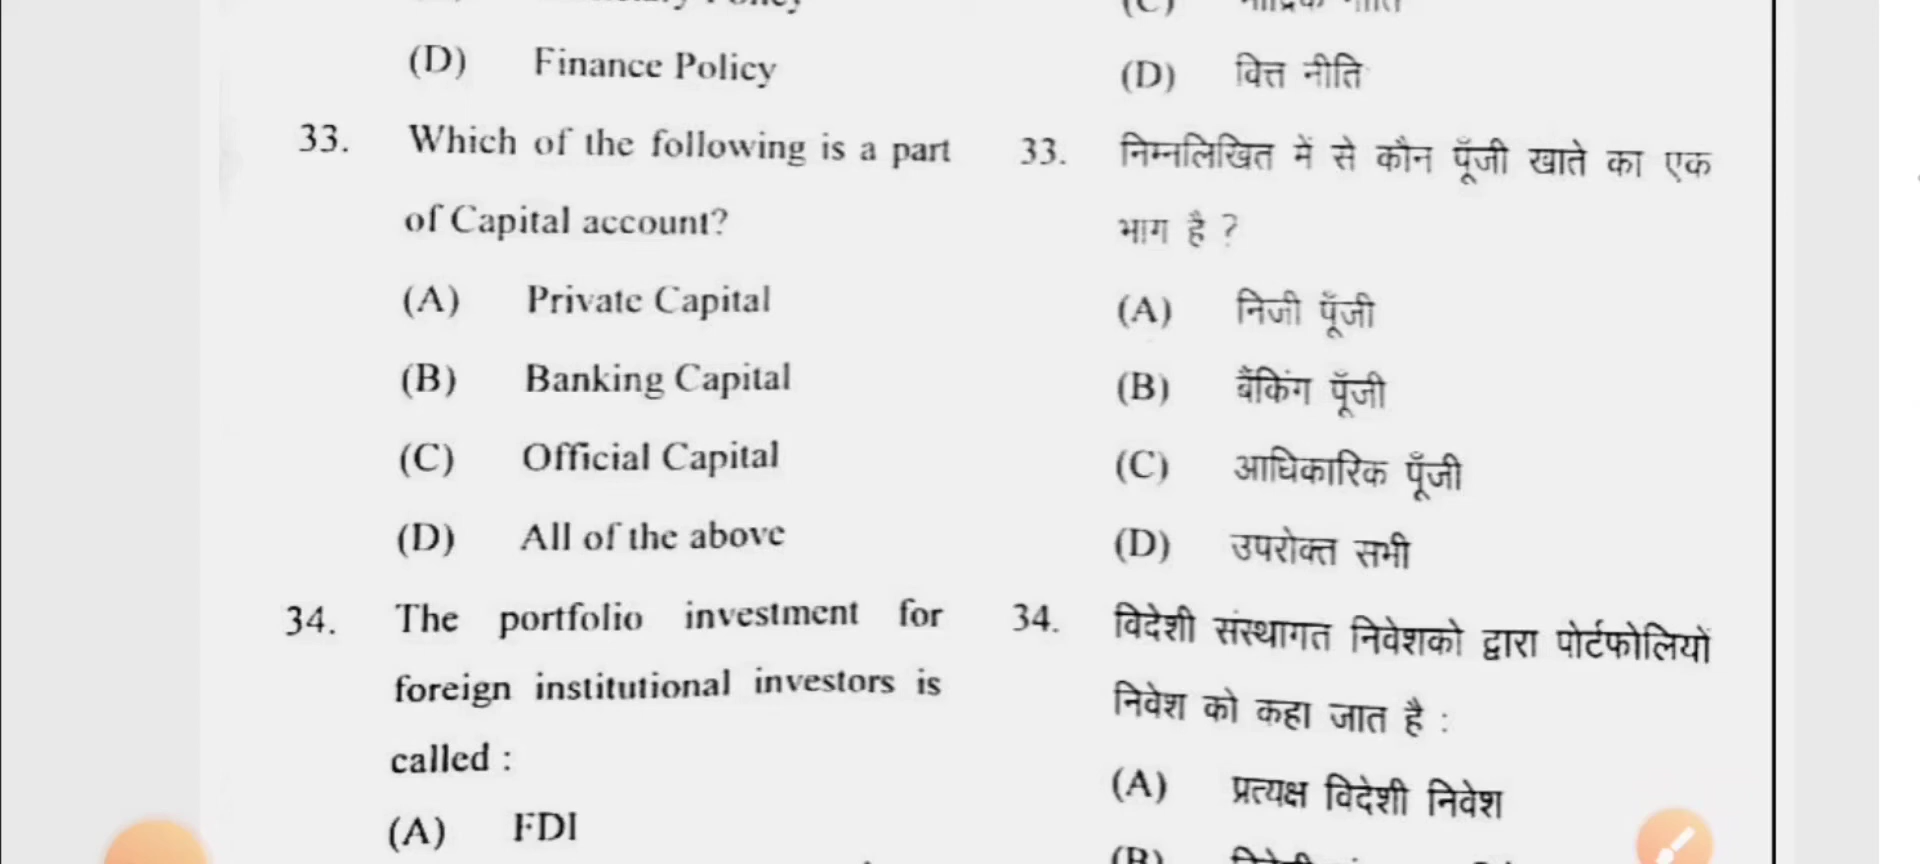 (D) Finance Policy
33. Which of the following is a part
of Capital account?
(A) Private Capital
(B) Banking Capital
(C) Official Capital
(D) All of the above
34. The portfolio investment for
foreign institutional investors is
called :
(A) FDI
(C) मौद्रिक नीति
(D) वित्त नीति
33. निम्नलिखित में से कौन पूँजी खाते का एक
भाग है ?
(A) निजी पूँजी
(B) बैंकिंग पूँजी
(C) आधिकारिक पूँजी
(D) उपरोक्त सभी
34. विदेशी संस्थागत निवेशको द्वारा पोर्टफोलियों
निवेश को कहा जात है :
(A) प्रत्यक्ष विदेशी निवेश
(B)